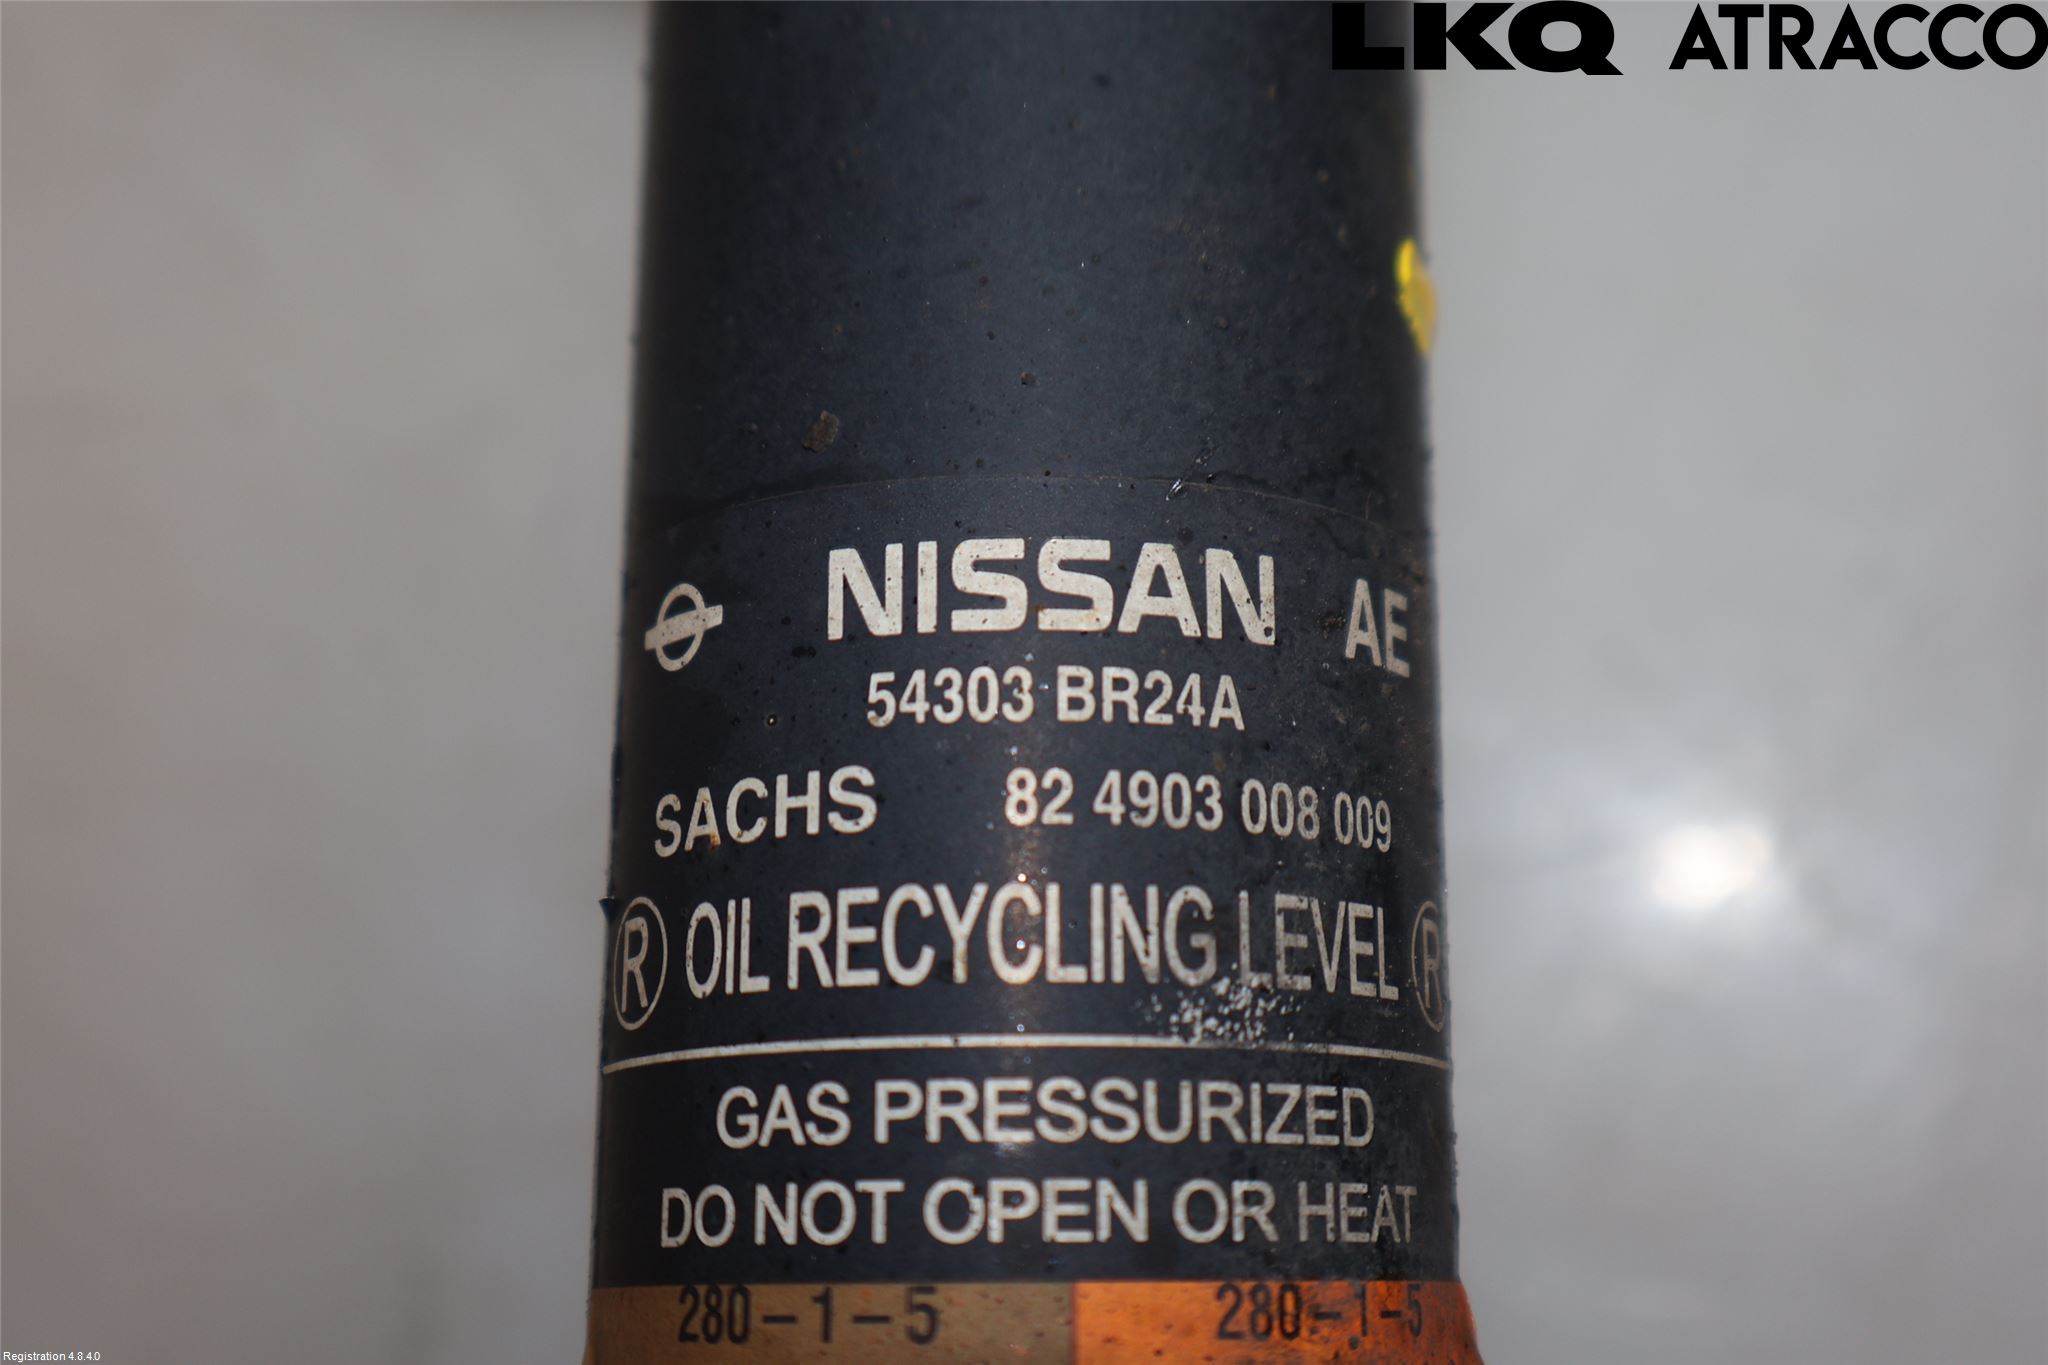 LKQ ATRACCO
NISSAN AE
54303 BR24A
SACHS 82 4903 008 009
Ⓡ OIL RECYCLING LEVEL Ⓡ
GAS PRESSURIZED
DO NOT OPEN OR HEAT
280-1-5 280-1-5
Registration 4.8.4.0